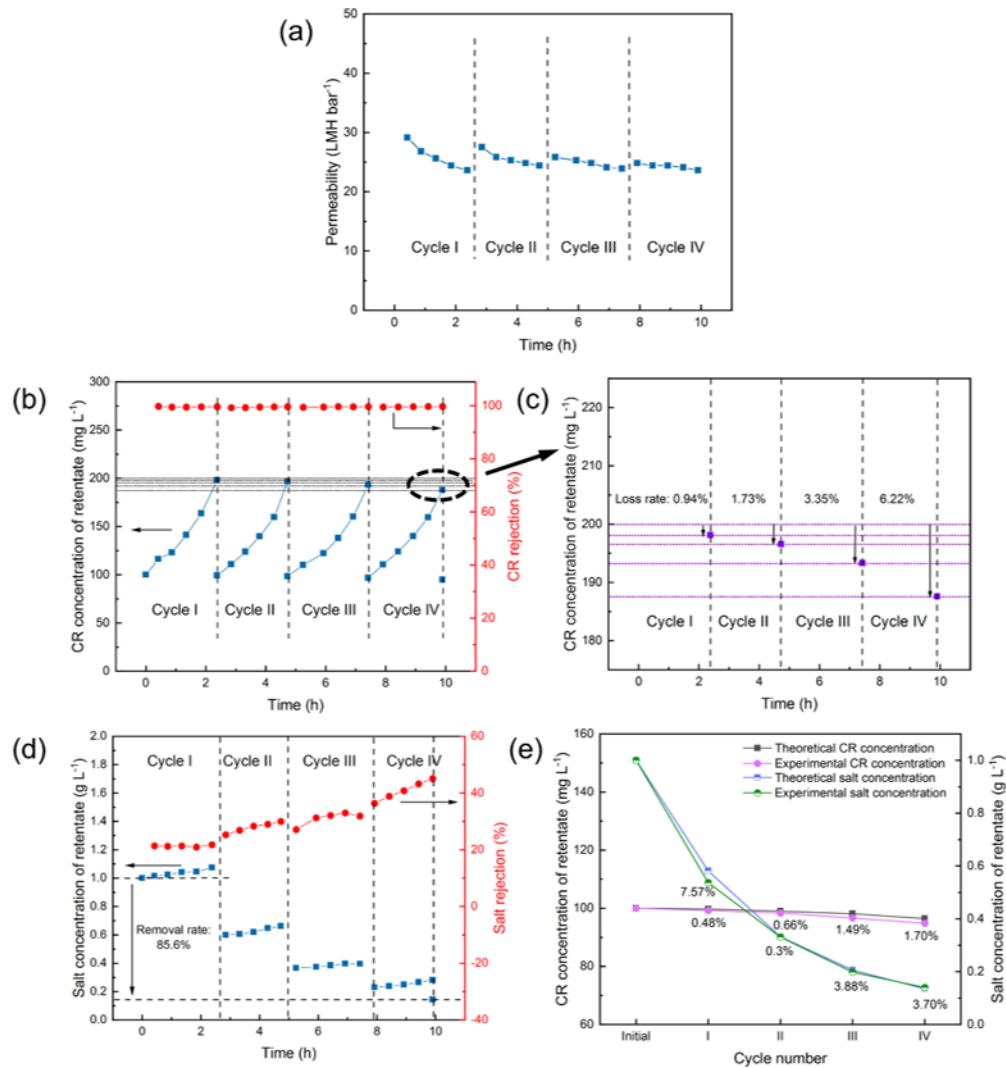 (a)
Permeability (LMH bar⁻¹)
50
40
30
20
10
0
Cycle I Cycle II Cycle III Cycle IV
0 2 4 6 8 10
Time (h)
(b)
CR concentration of retentate (mg L⁻¹)
300
275
250
225
200
175
150
125
100
75
50
25
0
Cycle I Cycle II Cycle III Cycle IV
100
80
60
40
20
0
CR rejection (%)
0 2 4 6 8 10
Time (h)
(c)
CR concentration of retentate (mg L⁻¹)
220
210
200
190
180
Loss rate: 0.94% 1.73% 3.35% 6.22%
Cycle I Cycle II Cycle III Cycle IV
0 2 4 6 8 10
Time (h)
(d)
Salt concentration of retentate (g L⁻¹)
2.0
1.8
1.6
1.4
1.2
1.0
0.8
0.6
0.4
0.2
0.0
Cycle I Cycle II Cycle III Cycle IV
Removal rate:
85.6%
60
40
20
0
-20
-40
Salt rejection (%)
0 2 4 6 8 10
Time (h)
(e)
CR concentration of retentate (mg L⁻¹)
160
140
120
100
80
60
Theoretical CR concentration
Experimental CR concentration
Theoretical salt concentration
Experimental salt concentration
7.57%
0.48% 0.66% 1.49% 1.70%
0.3%
3.88% 3.70%
1.0
0.8
0.6
0.4
0.2
0.0
Salt concentration of retentate (g L⁻¹)
Initial I II III IV
Cycle number